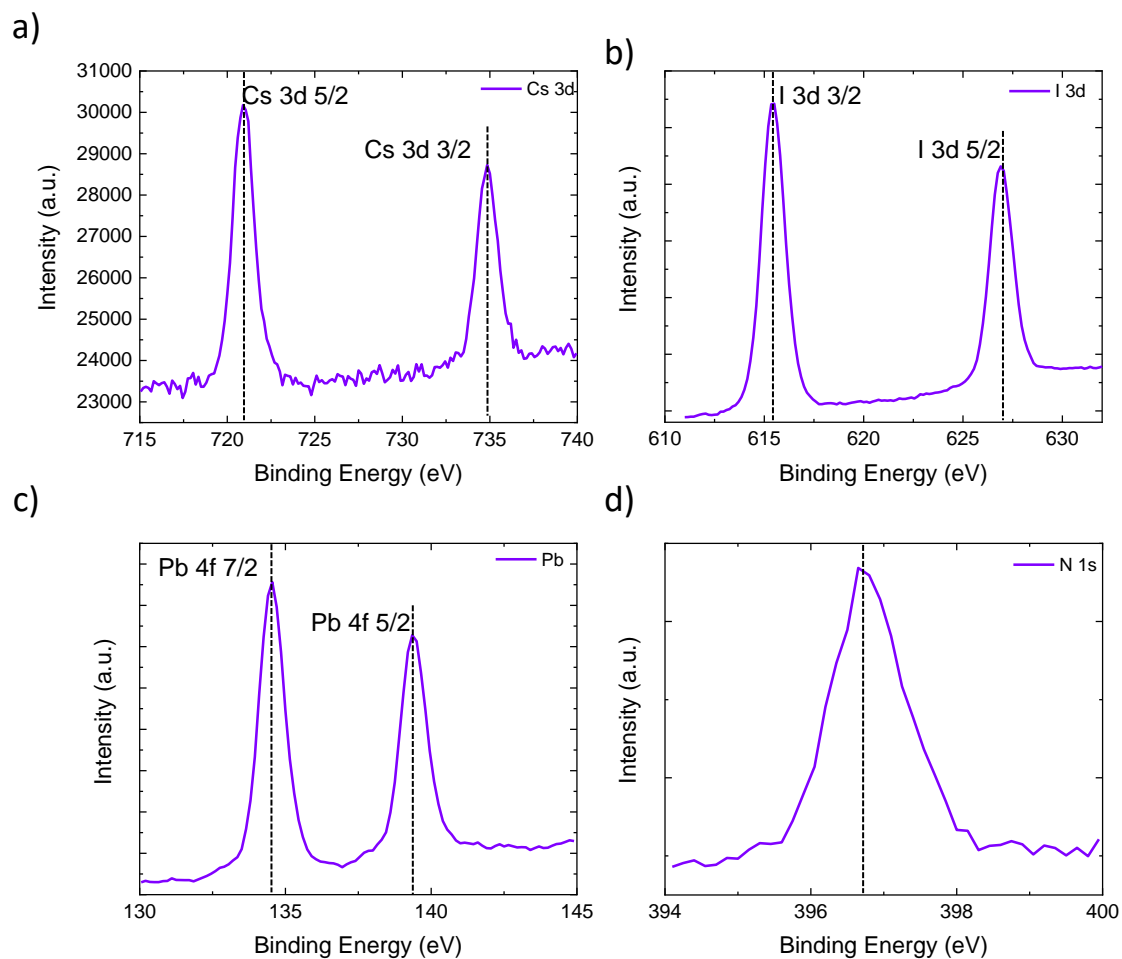 a)
Cs 3d 5/2
Cs 3d
Cs 3d 3/2
31000
30000
29000
28000
27000
26000
25000
24000
23000
Intensity (a.u.)
715 720 725 730 735 740
Binding Energy (eV)
b)
I 3d 3/2
I 3d
I 3d 5/2
Intensity (a.u.)
610 615 620 625 630
Binding Energy (eV)
c)
Pb 4f 7/2
Pb
Pb 4f 5/2
Intensity (a.u.)
130 135 140 145
Binding Energy (eV)
d)
N 1s
Intensity (a.u.)
394 396 398 400
Binding Energy (eV)